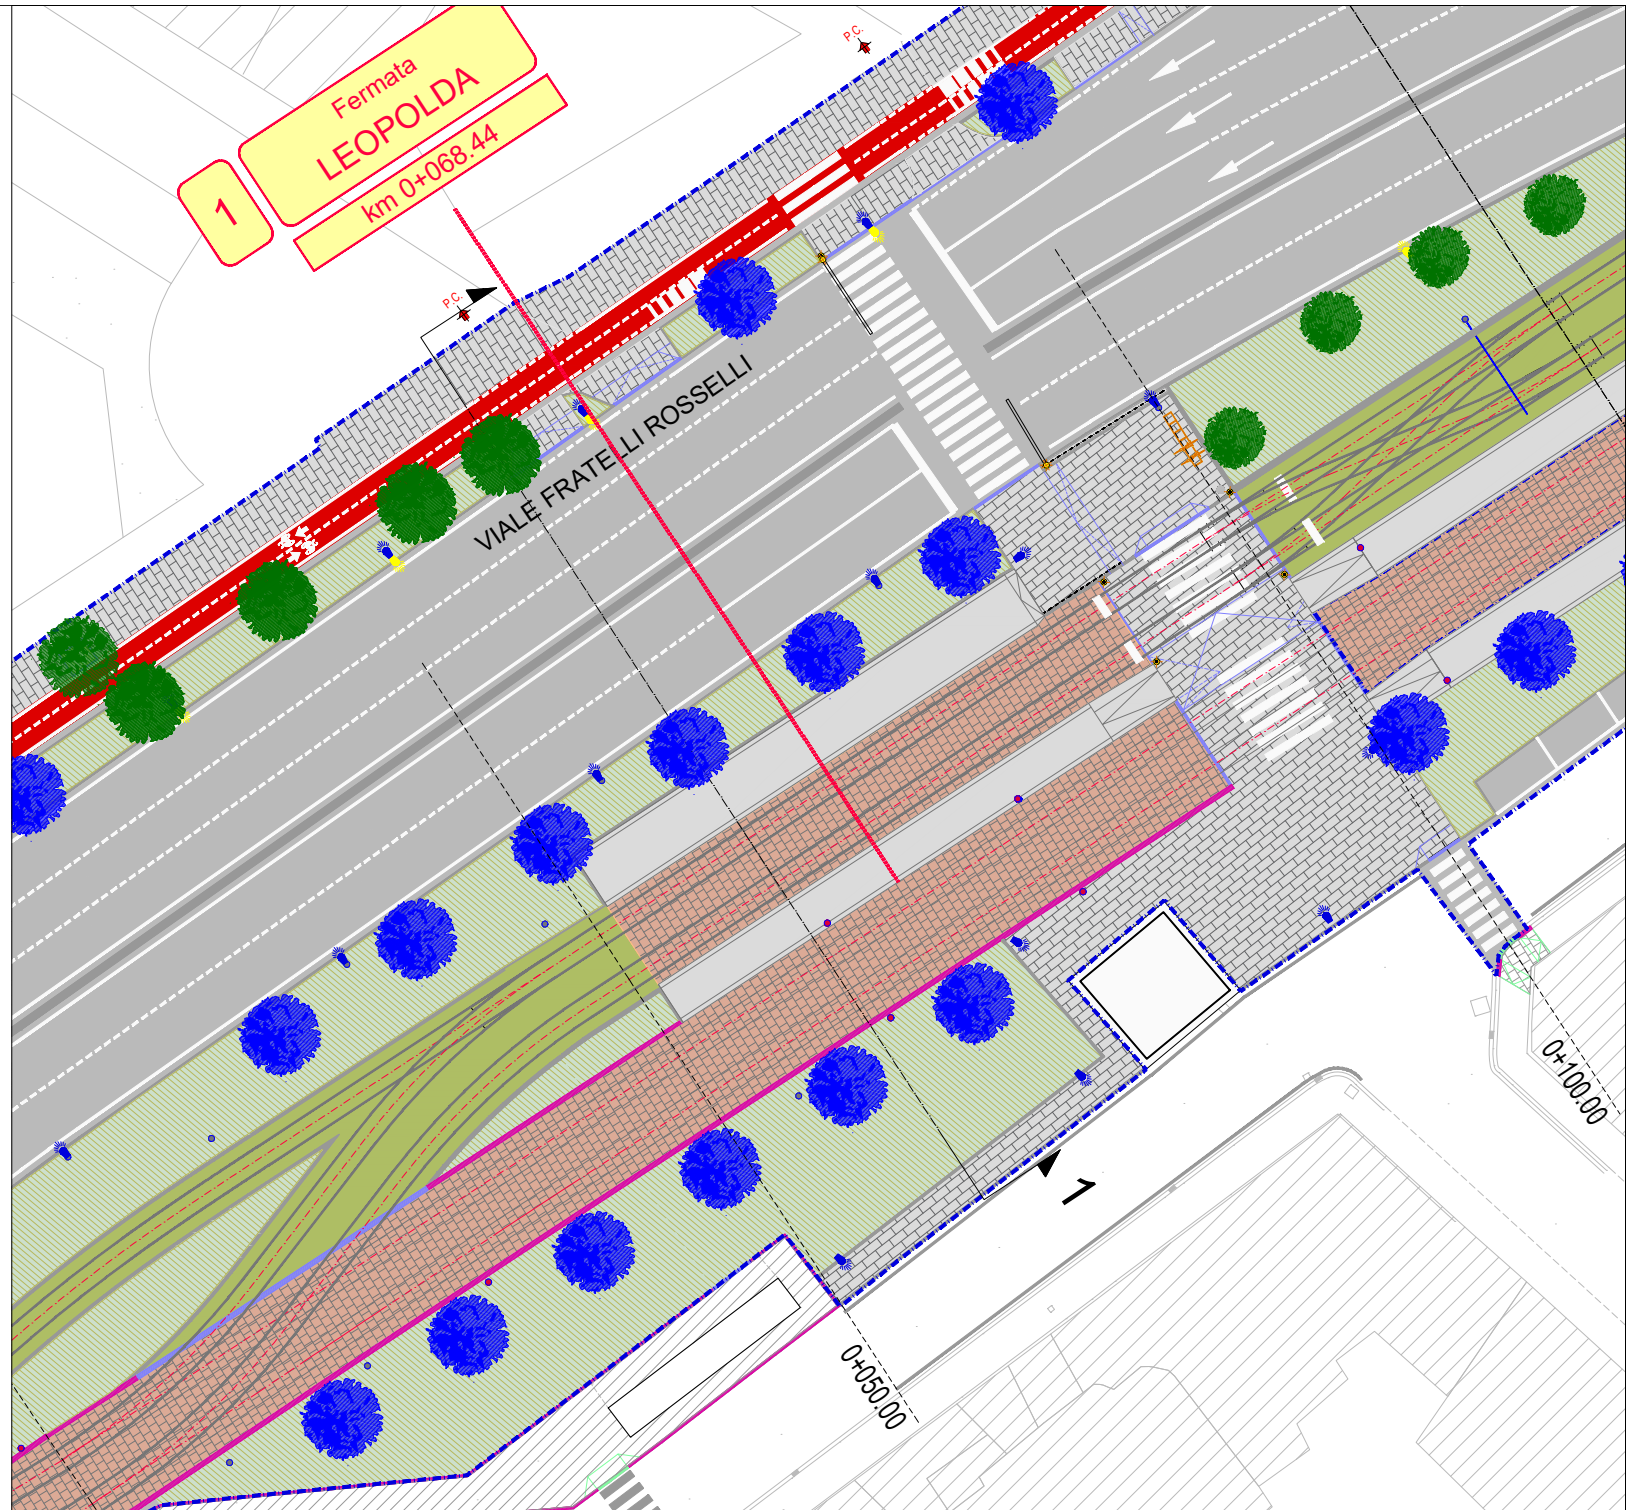 P.C.
Fermata
LEOPOLDA
1
km 0+068.44
P.C.
VIALE FRATELLI ROSSELLI
0+100.00
1
0+050.00